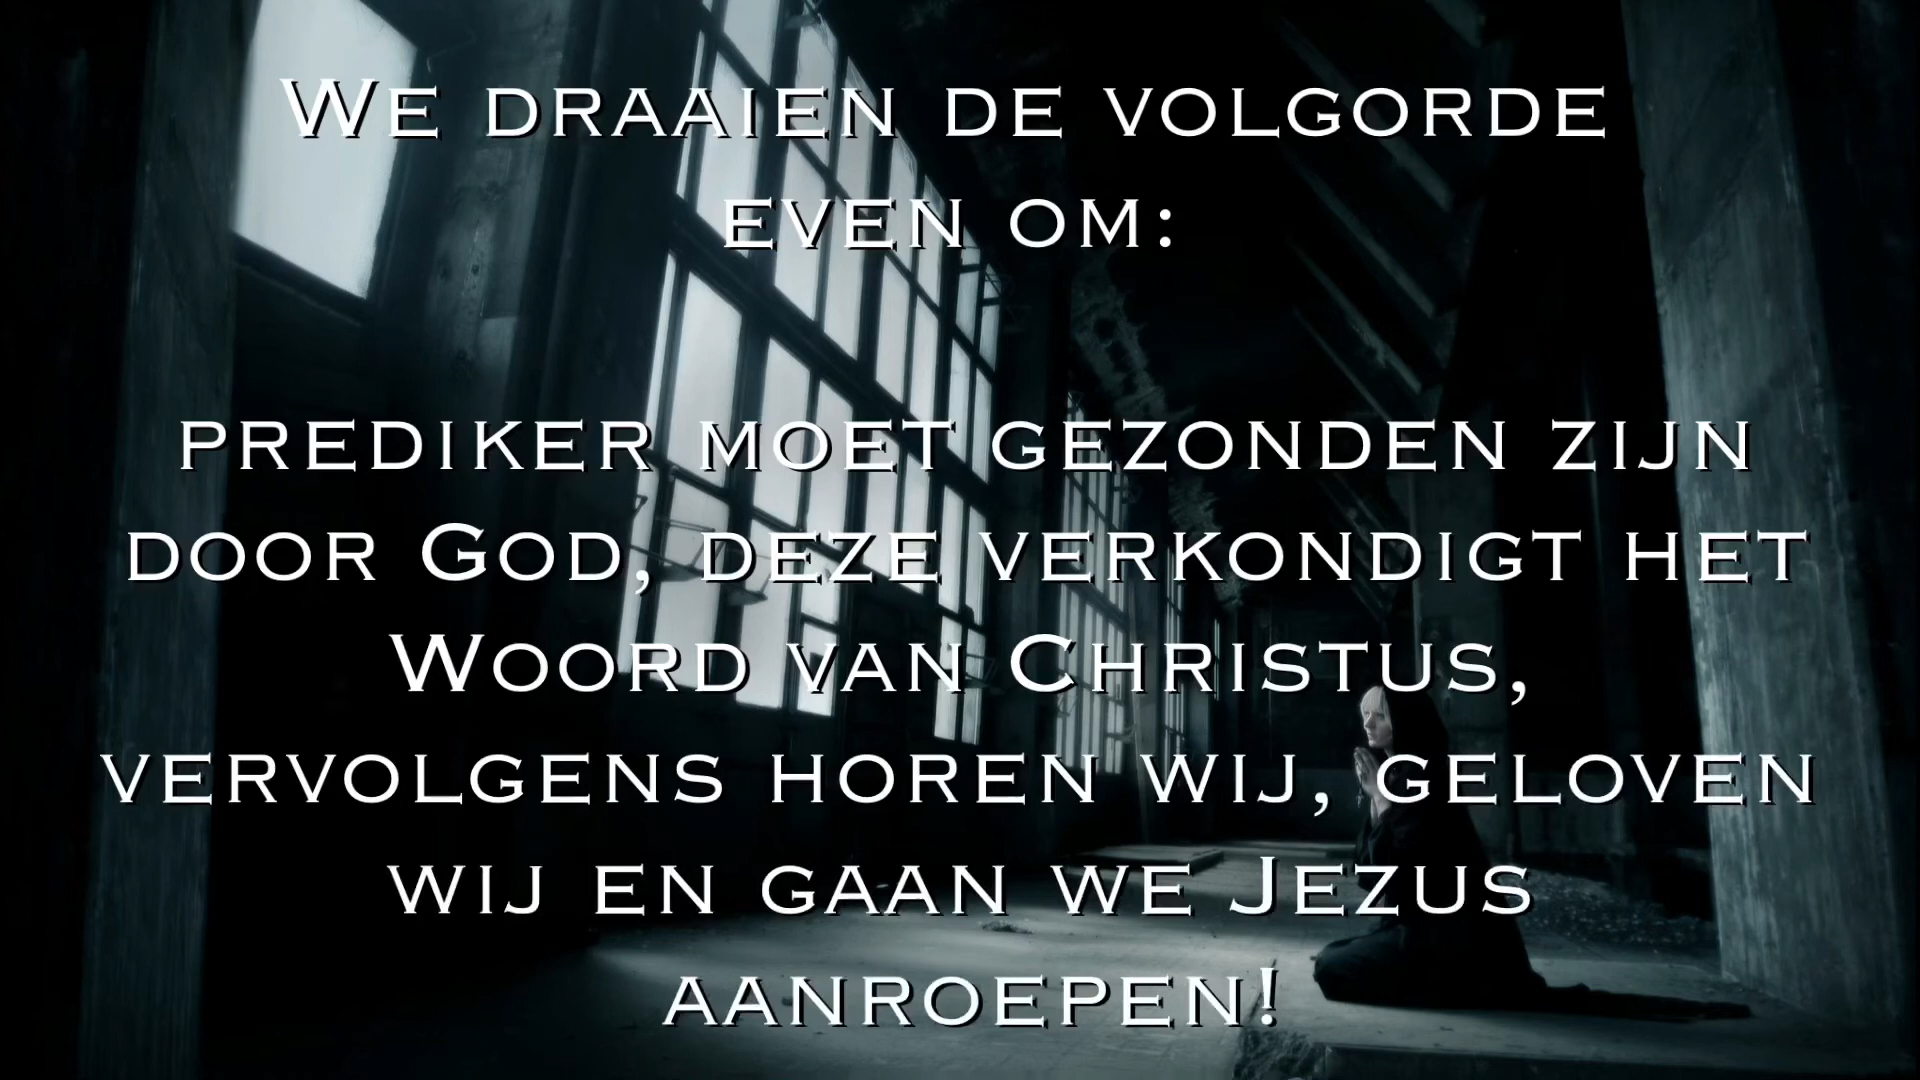 We draaien de volgorde
even om:
prediker moet gezonden zijn
door God, deze verkondigt het
Woord van Christus,
vervolgens horen wij, geloven
wij en gaan we Jezus
aanroepen!